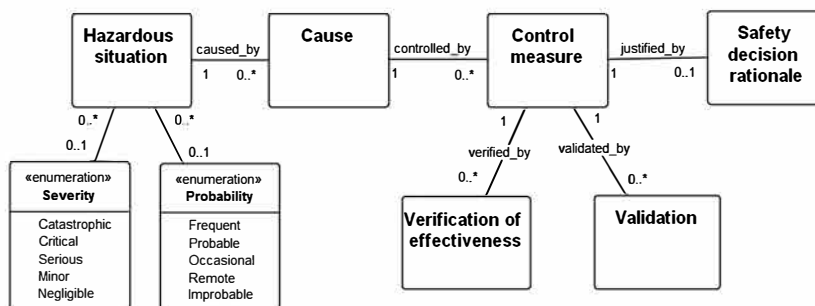 Hazardous
situation
caused_by
1
0..*
Cause
controlled_by
1
0..*
Control
measure
justified_by
1
0..1
Safety
decision
rationale
0..*
0..1
0..*
0..1
1
verified_by
0..*
1
validated_by
0..*
«enumeration»
Severity
Catastrophic
Critical
Serious
Minor
Negligible
«enumeration»
Probability
Frequent
Probable
Occasional
Remote
Improbable
Verification of
effectiveness
Validation